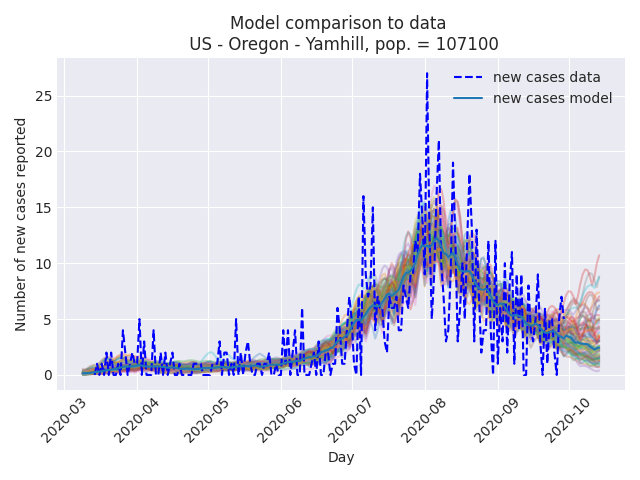 Model comparison to data
US - Oregon - Yamhill, pop. = 107100
new cases data
new cases model
Number of new cases reported
25
20
15
10
5
0
2020-03
2020-04
2020-05
2020-06
2020-07
2020-08
2020-09
2020-10
Day